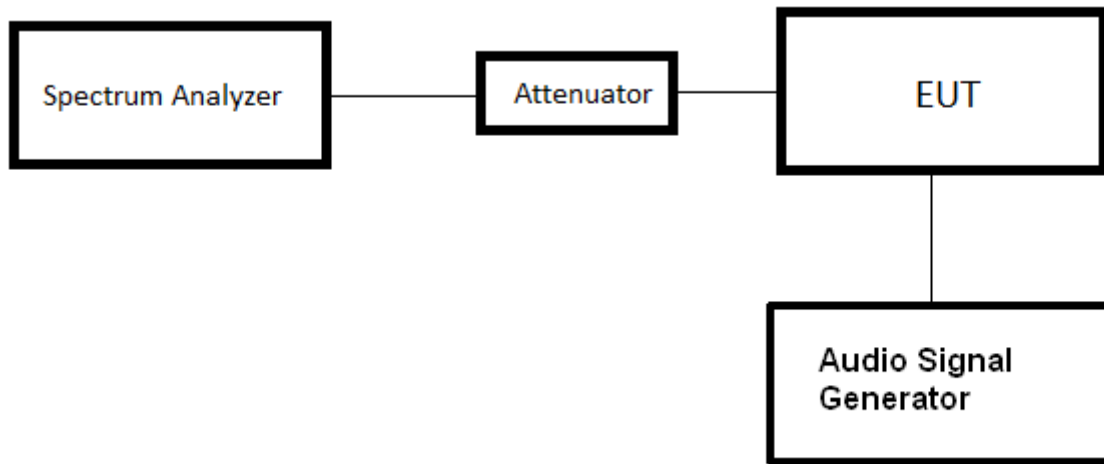 Spectrum Analyzer
Attenuator
EUT
Audio Signal
Generator